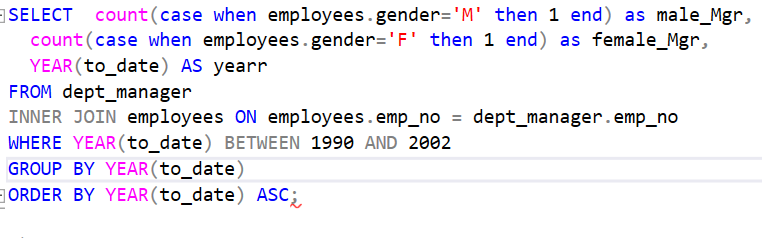 SELECT  count(case when employees.gender='M' then 1 end) as male_Mgr,
count(case when employees.gender='F' then 1 end) as female_Mgr,
YEAR(to_date) AS yearr
FROM dept_manager
INNER JOIN employees ON employees.emp_no = dept_manager.emp_no
WHERE YEAR(to_date) BETWEEN 1990 AND 2002
GROUP BY YEAR(to_date)
ORDER BY YEAR(to_date) ASC;